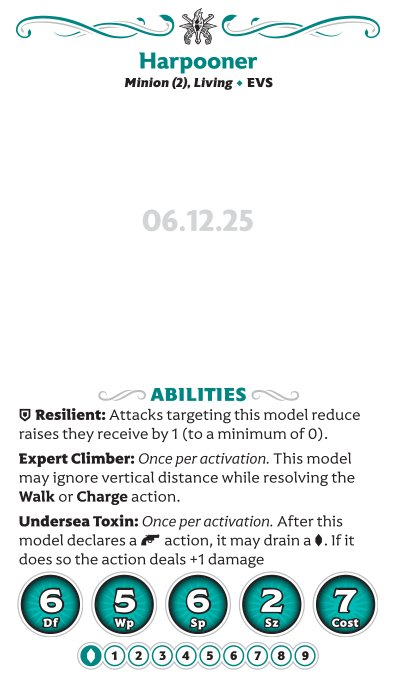 Harpooner
Minion (2), Living • EVS
06.12.25
ABILITIES
Resilient: Attacks targeting this model reduce
raises they receive by 1 (to a minimum of 0).
Expert Climber: Once per activation. This model
may ignore vertical distance while resolving the
Walk or Charge action.
Undersea Toxin: Once per activation. After this
model declares a action, it may drain a . If it
does so the action deals +1 damage
6 5 6 2 7
Df Wp Sp Sz Cost
1 2 3 4 5 6 7 8 9